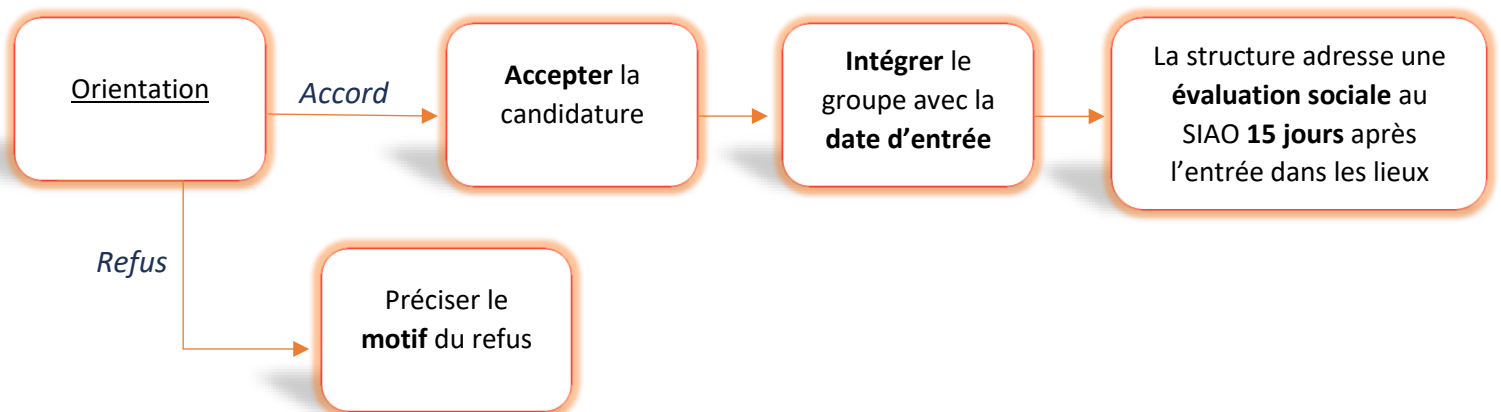 Orientation
Accord
Accepter la
candidature
Intégrer le
groupe avec la
date d’entrée
La structure adresse une
évaluation sociale au
SIAO 15 jours après
l’entrée dans les lieux
Refus
Préciser le
motif du refus